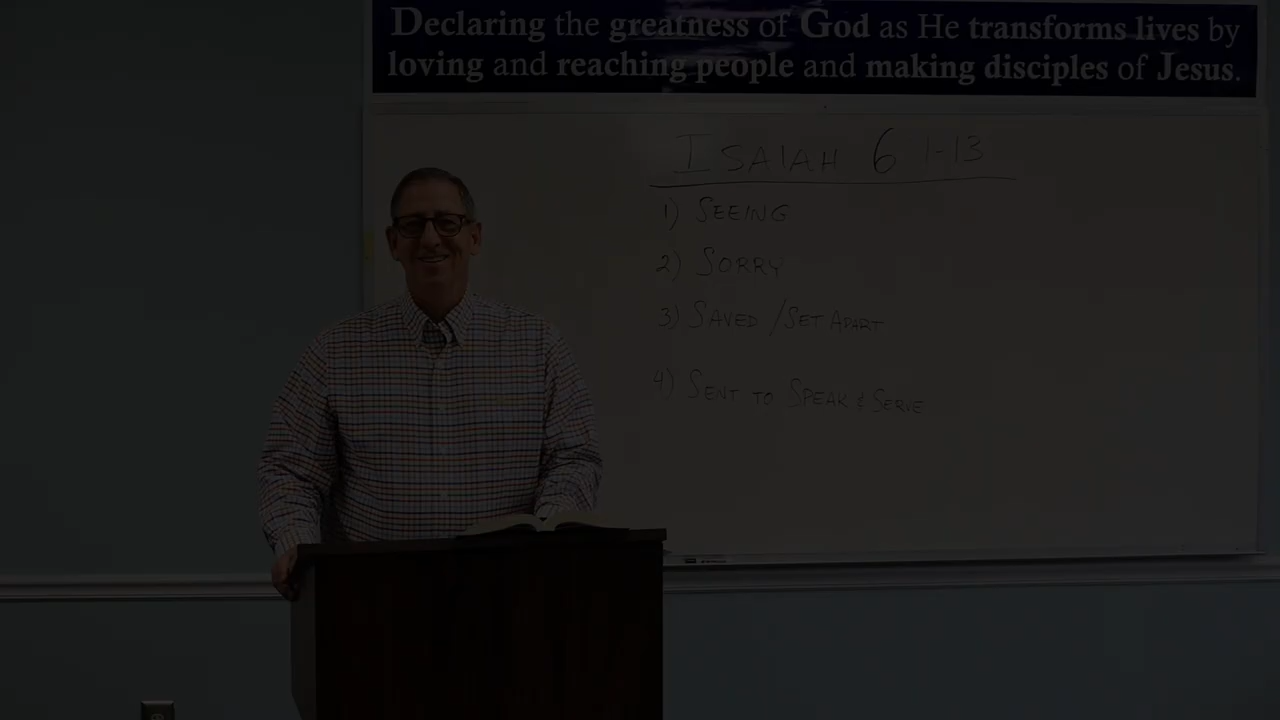 Declaring the greatness of God as He transforms lives by
loving and reaching people and making disciples of Jesus.
ISAIAH 6 1-13
1) SEEING
2) SORRY
3) SAVED / SET APART
4) SENT TO SPEAK & SERVE